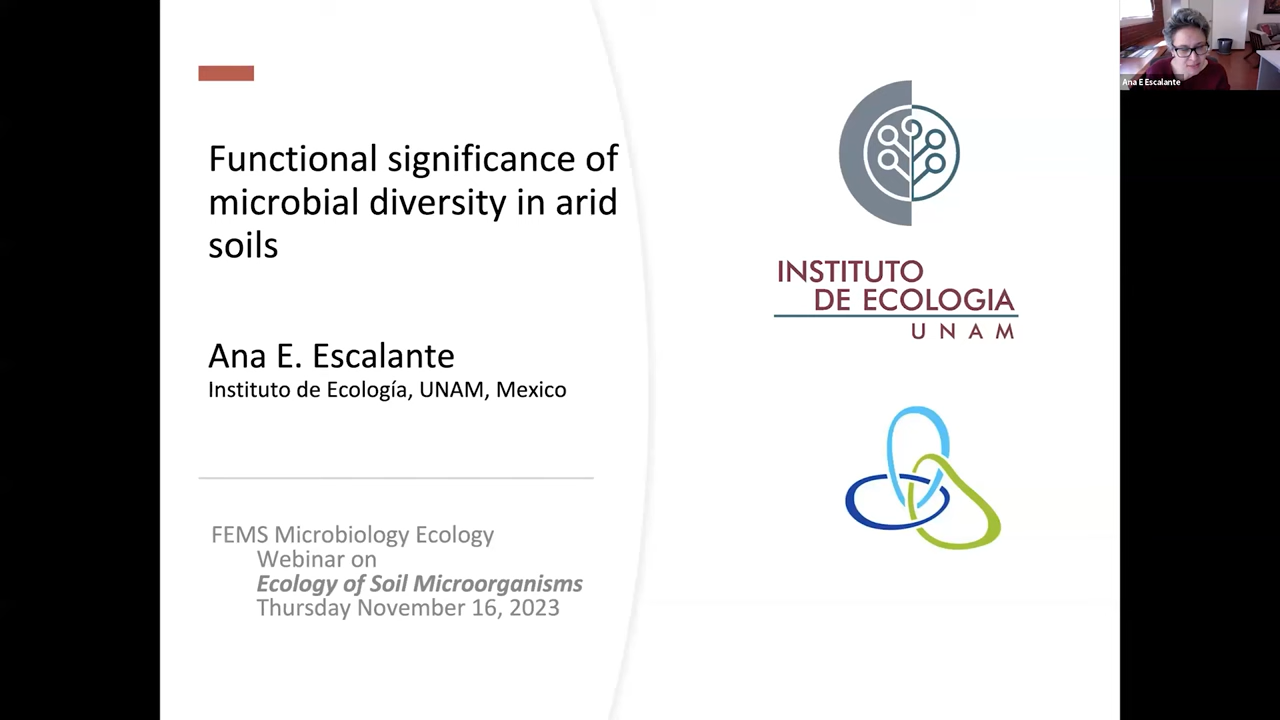 Functional significance of
microbial diversity in arid
soils
Ana E. Escalante
Instituto de Ecología, UNAM, Mexico
FEMS Microbiology Ecology
Webinar on
Ecology of Soil Microorganisms
Thursday November 16, 2023
INSTITUTO
DE ECOLOGIA
UNAM
Ana E Escalante